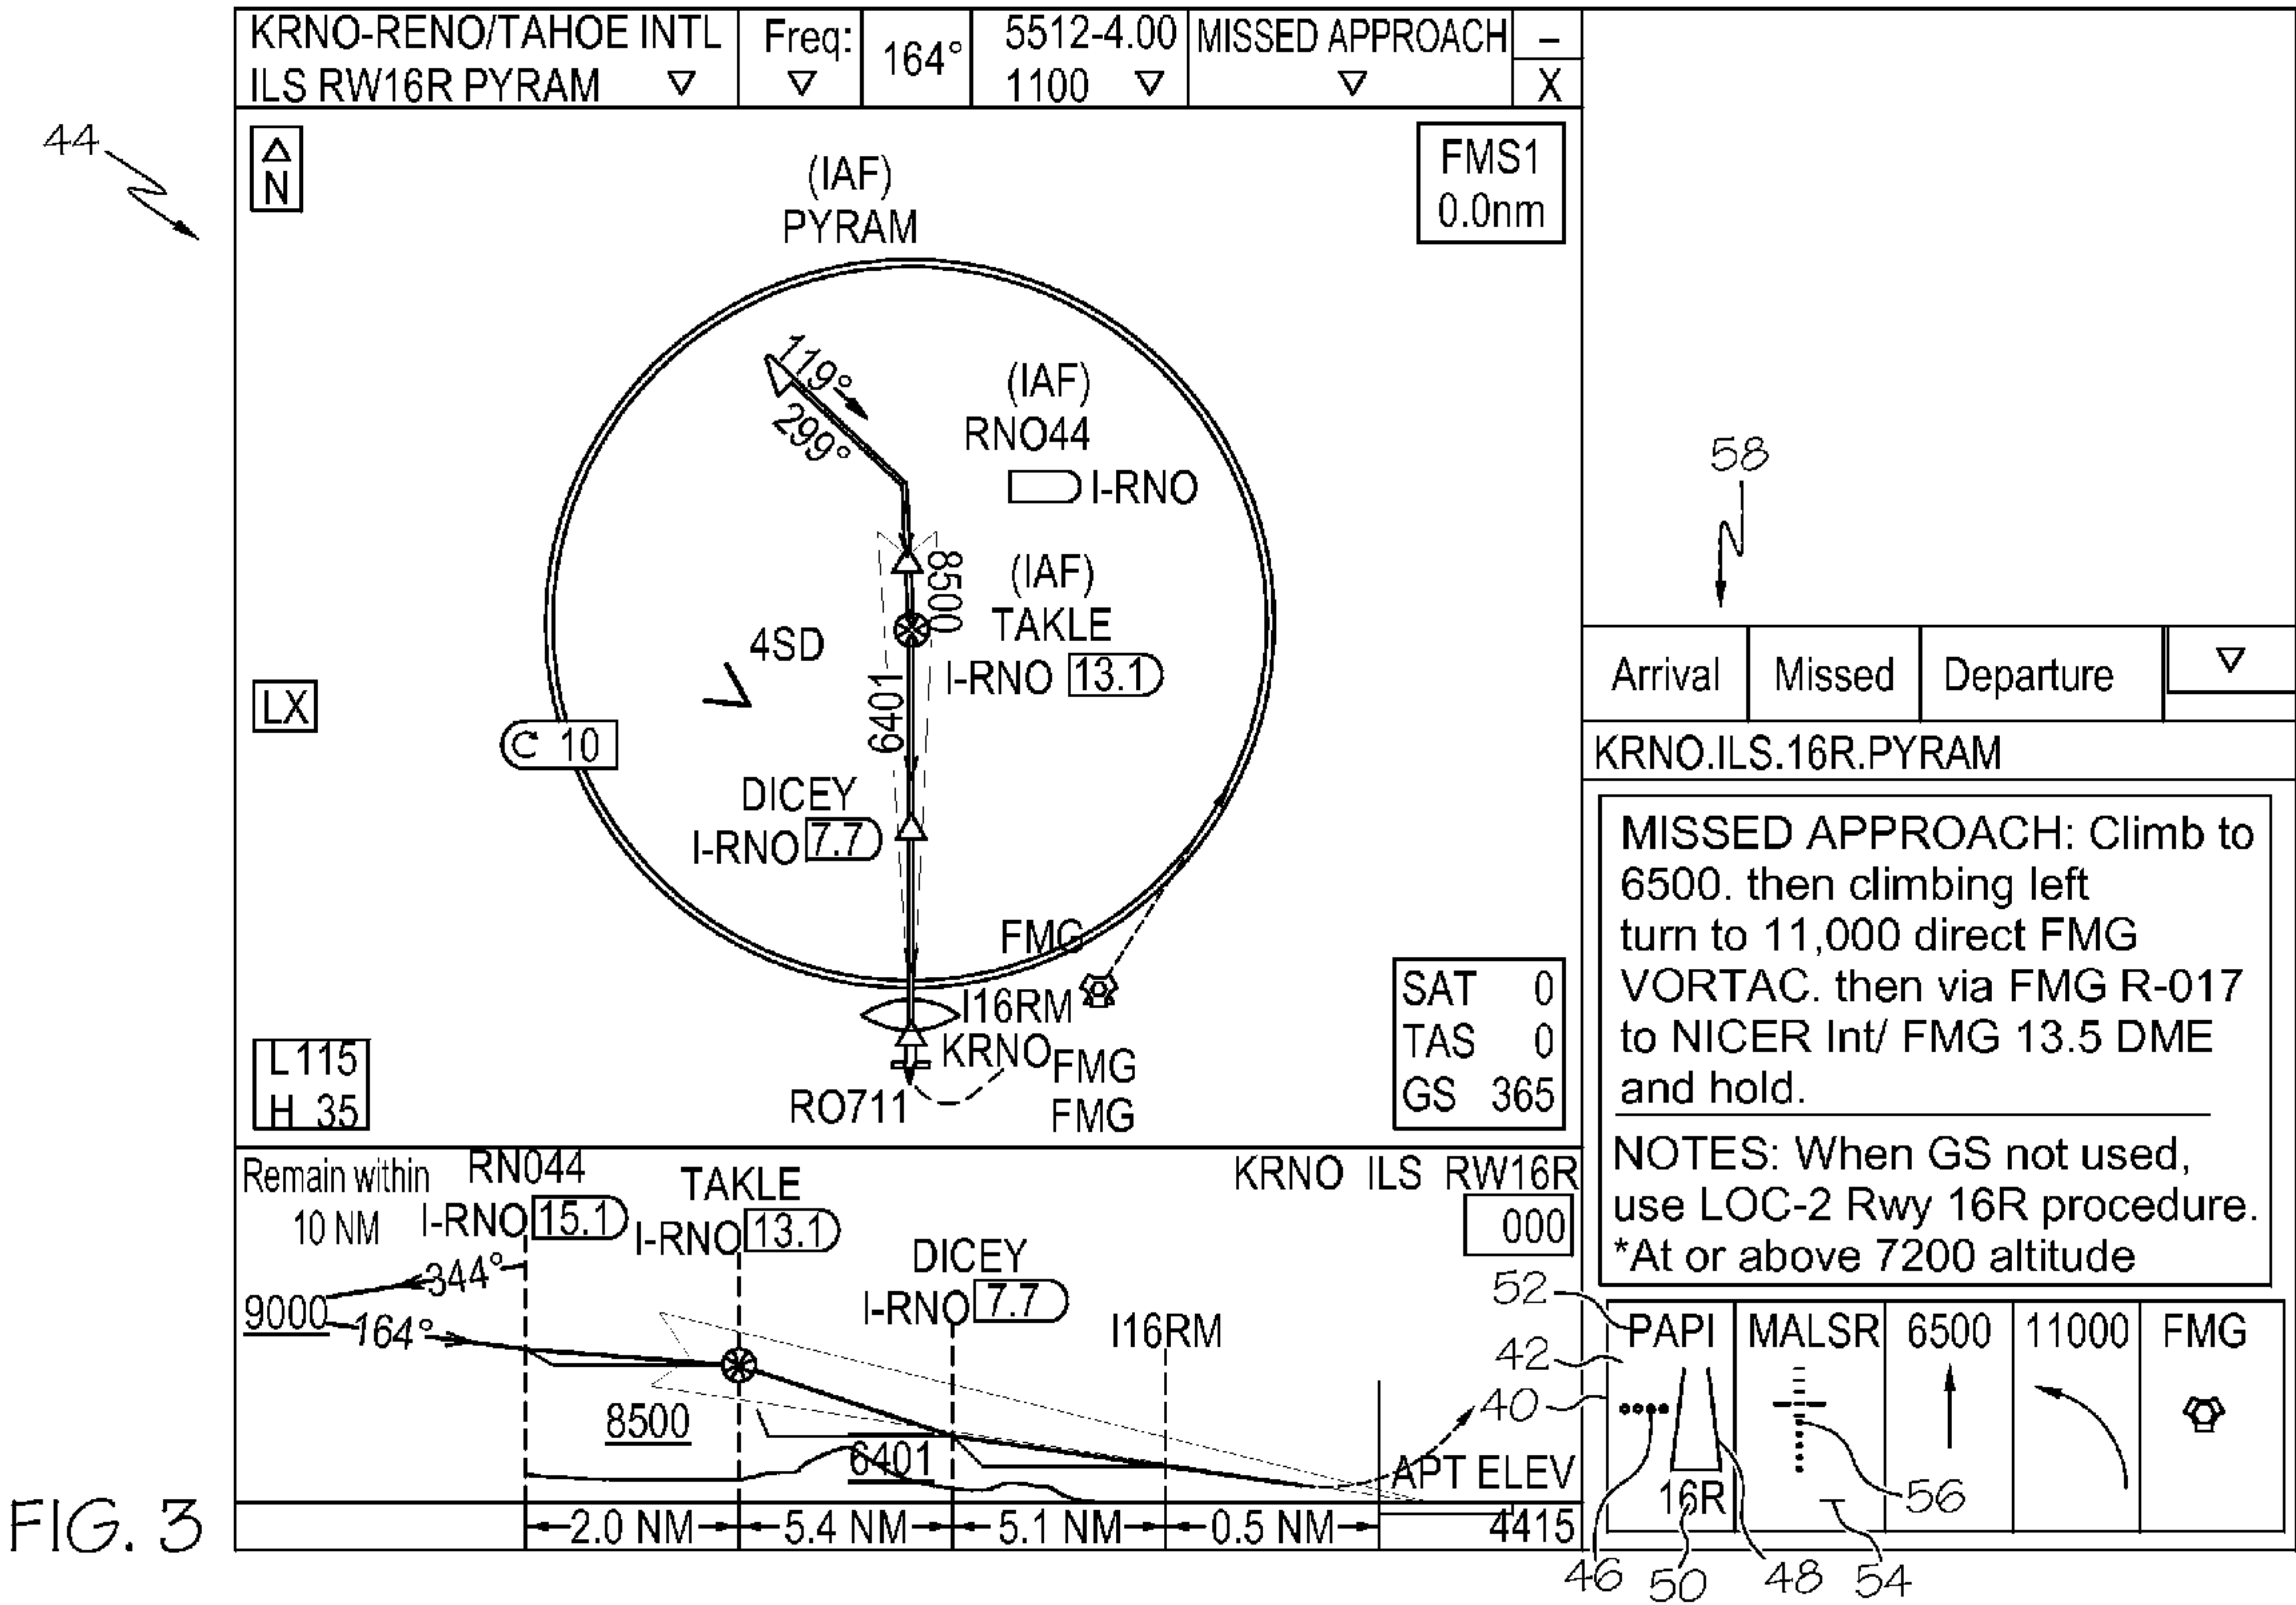 KRNO-RENO/TAHOE INTL
ILS RW16R PYRAM
Freq:
164°
5512-4.00
1100
MISSED APPROACH
–
X
44
N
(IAF)
PYRAM
FMS1
0.0nm
119°
299°
(IAF)
RNO44
I-RNO
8500
(IAF)
TAKLE
I-RNO 13.1
4SD
6401
LX
C 10
DICEY
I-RNO 7.7
FMG
I16RM
KRNO
FMG
FMG
RO711
L115
H 35
SAT 0
TAS 0
GS 365
58
Arrival
Missed
Departure
KRNO.ILS.16R.PYRAM
MISSED APPROACH: Climb to
6500. then climbing left
turn to 11,000 direct FMG
VORTAC. then via FMG R-017
to NICER Int/ FMG 13.5 DME
and hold.
NOTES: When GS not used,
use LOC-2 Rwy 16R procedure.
*At or above 7200 altitude
Remain within
10 NM
RN044
I-RNO 15.1
TAKLE
I-RNO 13.1
DICEY
I-RNO 7.7
I16RM
KRNO ILS RW16R
000
344°
9000
164°
8500
6401
APT ELEV
4415
2.0 NM
5.4 NM
5.1 NM
0.5 NM
52
42
40
PAPI
16R
MALSR
6500
11000
FMG
56
46
50
48
54
FIG. 3